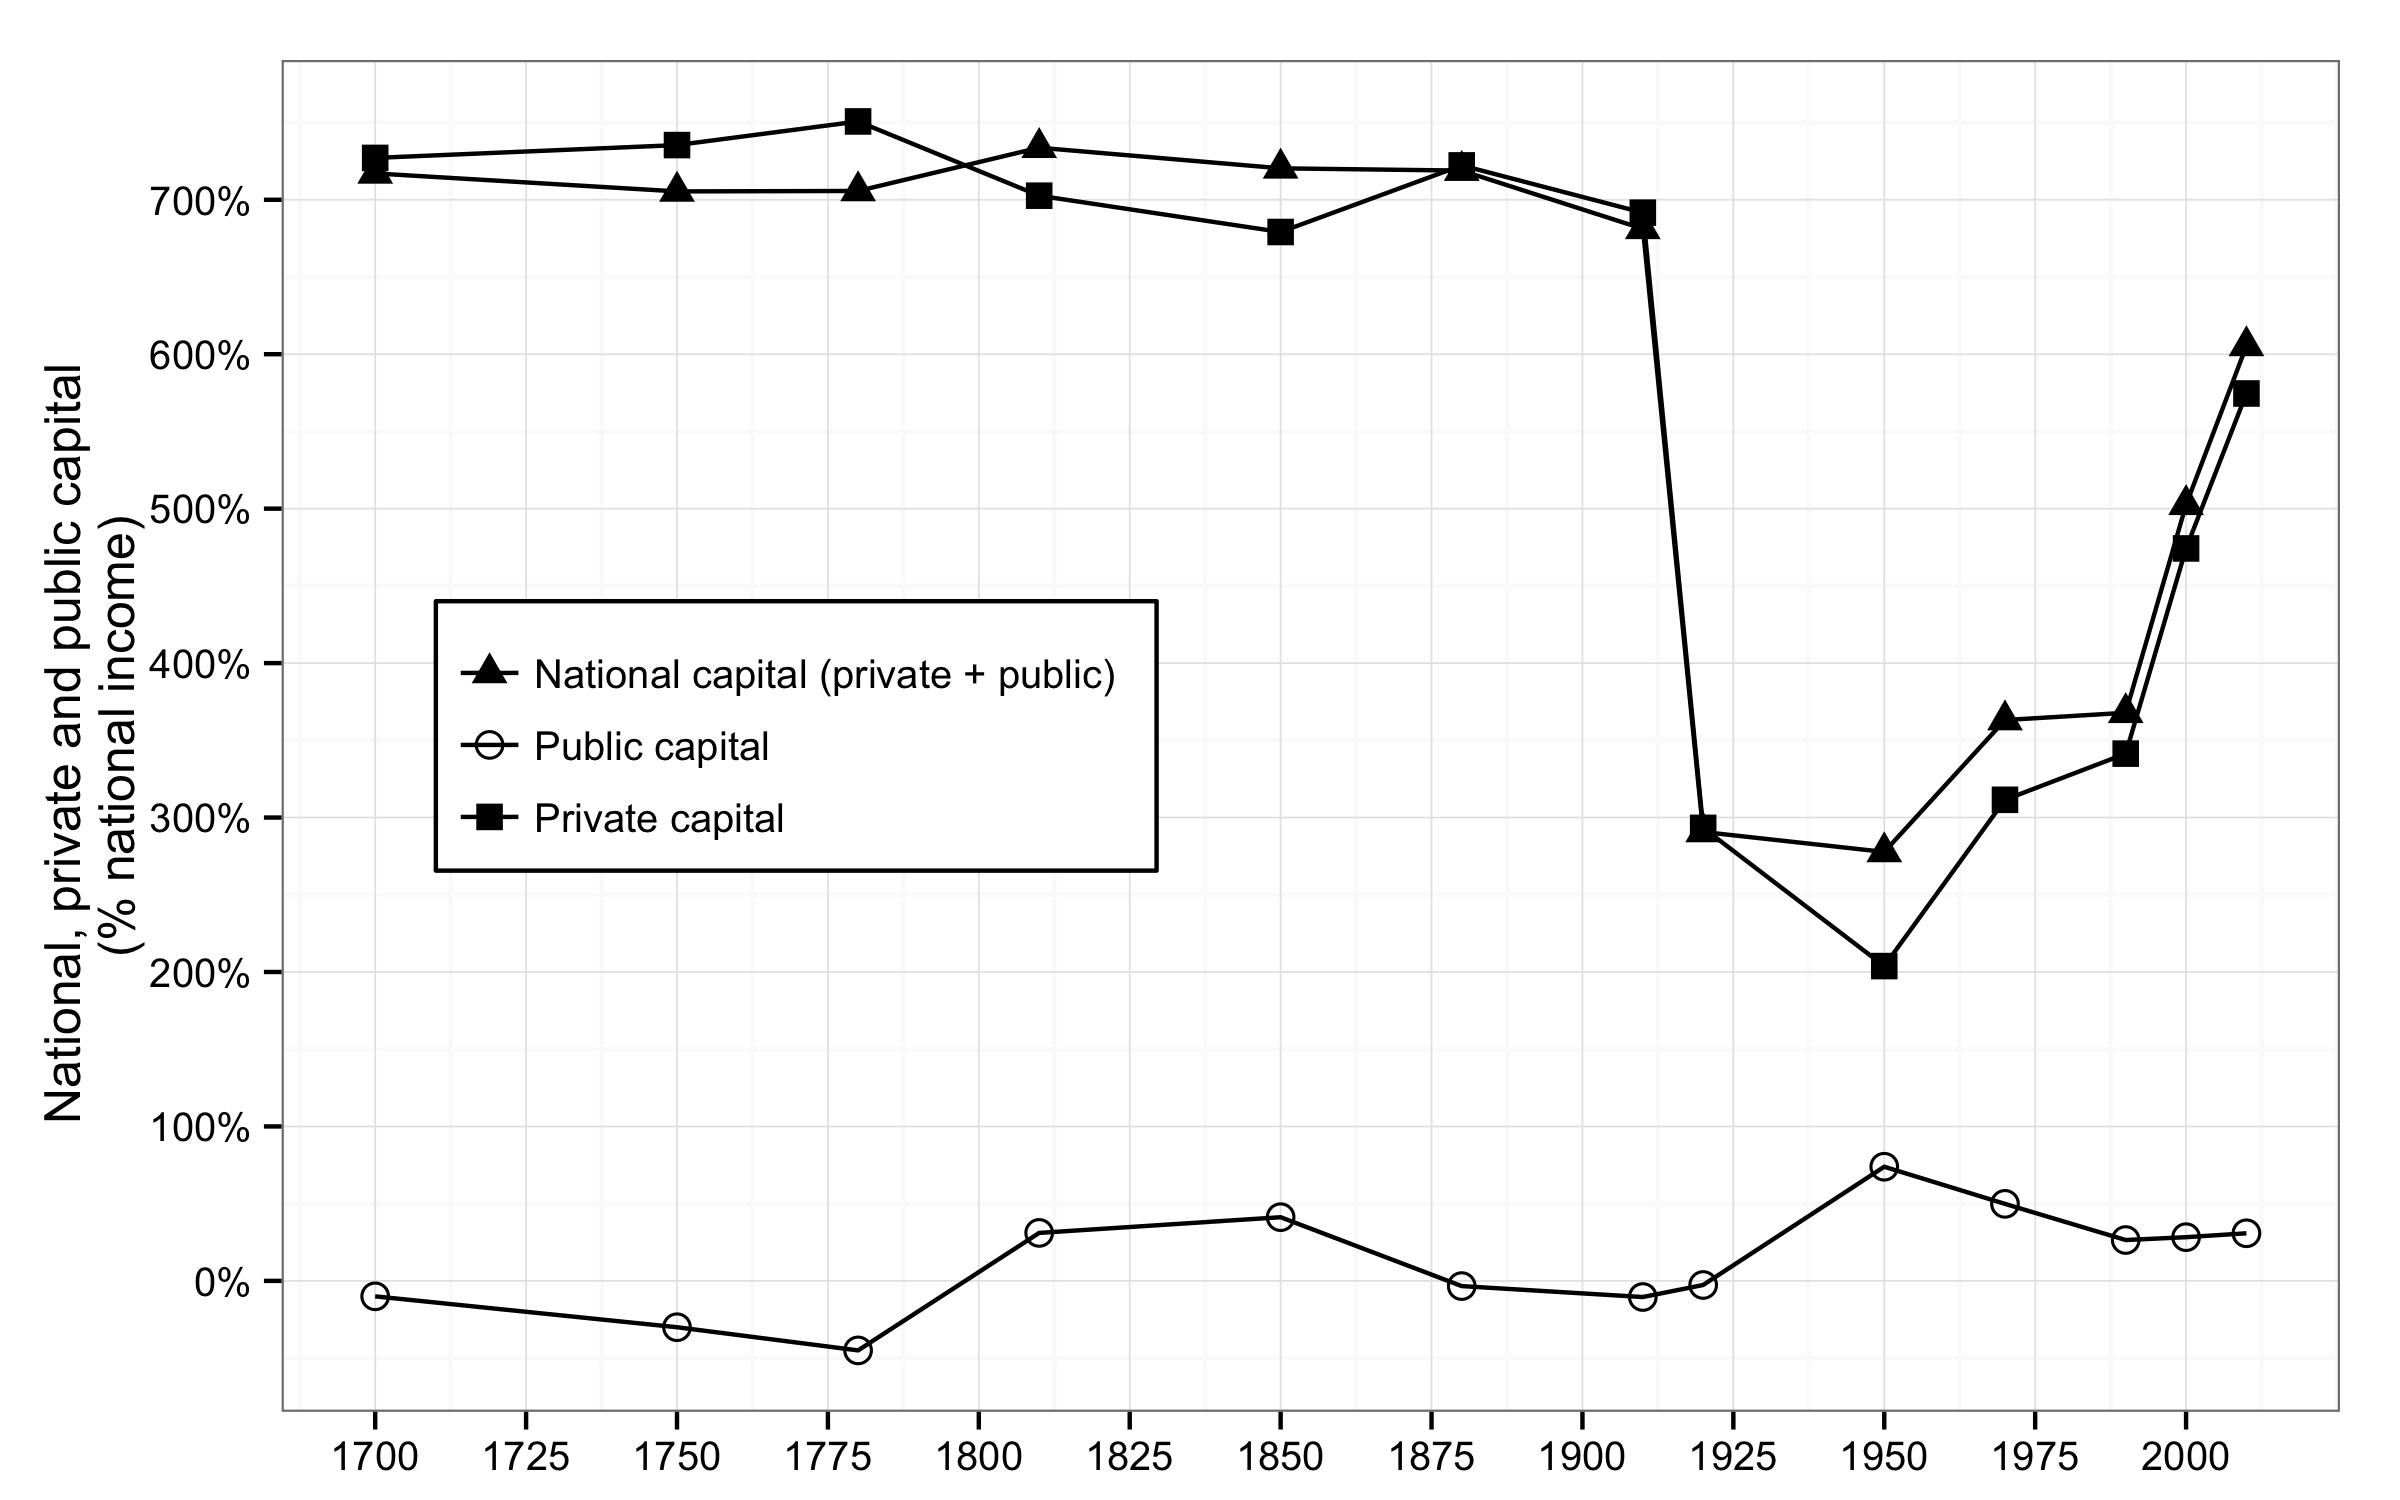 National, private and public capital
(% national income)
700%
600%
500%
400%
300%
200%
100%
0%
National capital (private + public)
Public capital
Private capital
1700 1725 1750 1775 1800 1825 1850 1875 1900 1925 1950 1975 2000